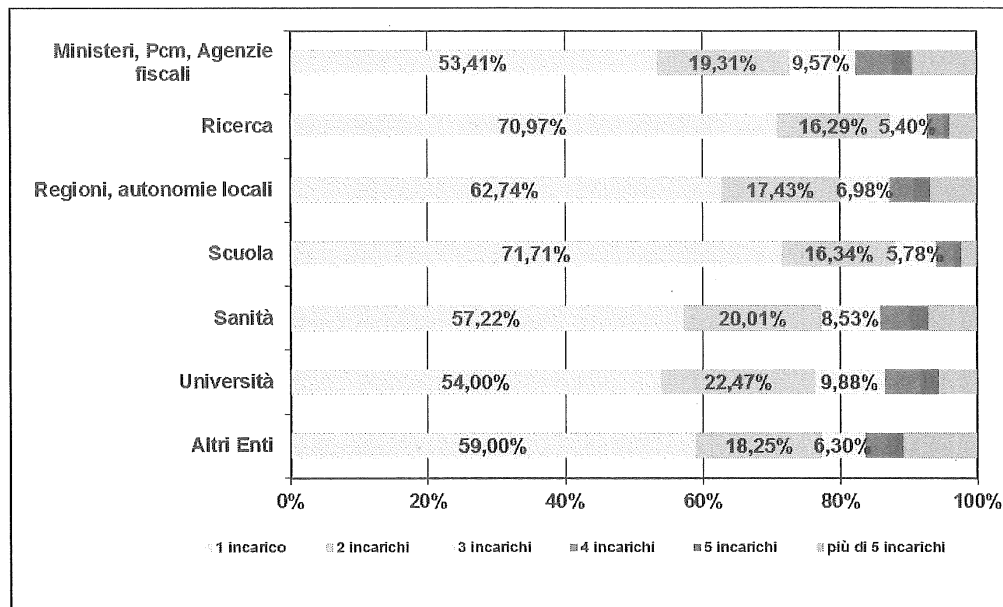 Ministeri, Pcm, Agenzie
fiscali
53,41% 19,31% 9,57%
Ricerca
70,97% 16,29% 5,40%
Regioni, autonomie locali
62,74% 17,43% 6,98%
Scuola
71,71% 16,34% 5,78%
Sanità
57,22% 20,01% 8,53%
Università
54,00% 22,47% 9,88%
Altri Enti
59,00% 18,25% 6,30%
0% 20% 40% 60% 80% 100%
1 incarico 2 incarichi 3 incarichi 4 incarichi 5 incarichi più di 5 incarichi